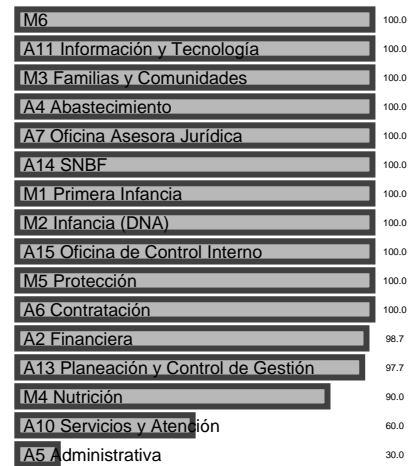 M6 100.0
A11 Información y Tecnología 100.0
M3 Familias y Comunidades 100.0
A4 Abastecimiento 100.0
A7 Oficina Asesora Jurídica 100.0
A14 SNBF 100.0
M1 Primera Infancia 100.0
M2 Infancia (DNA) 100.0
A15 Oficina de Control Interno 100.0
M5 Protección 100.0
A6 Contratación 100.0
A2 Financiera 98.7
A13 Planeación y Control de Gestión 97.7
M4 Nutrición 90.0
A10 Servicios y Atención 60.0
A5 Administrativa 30.0